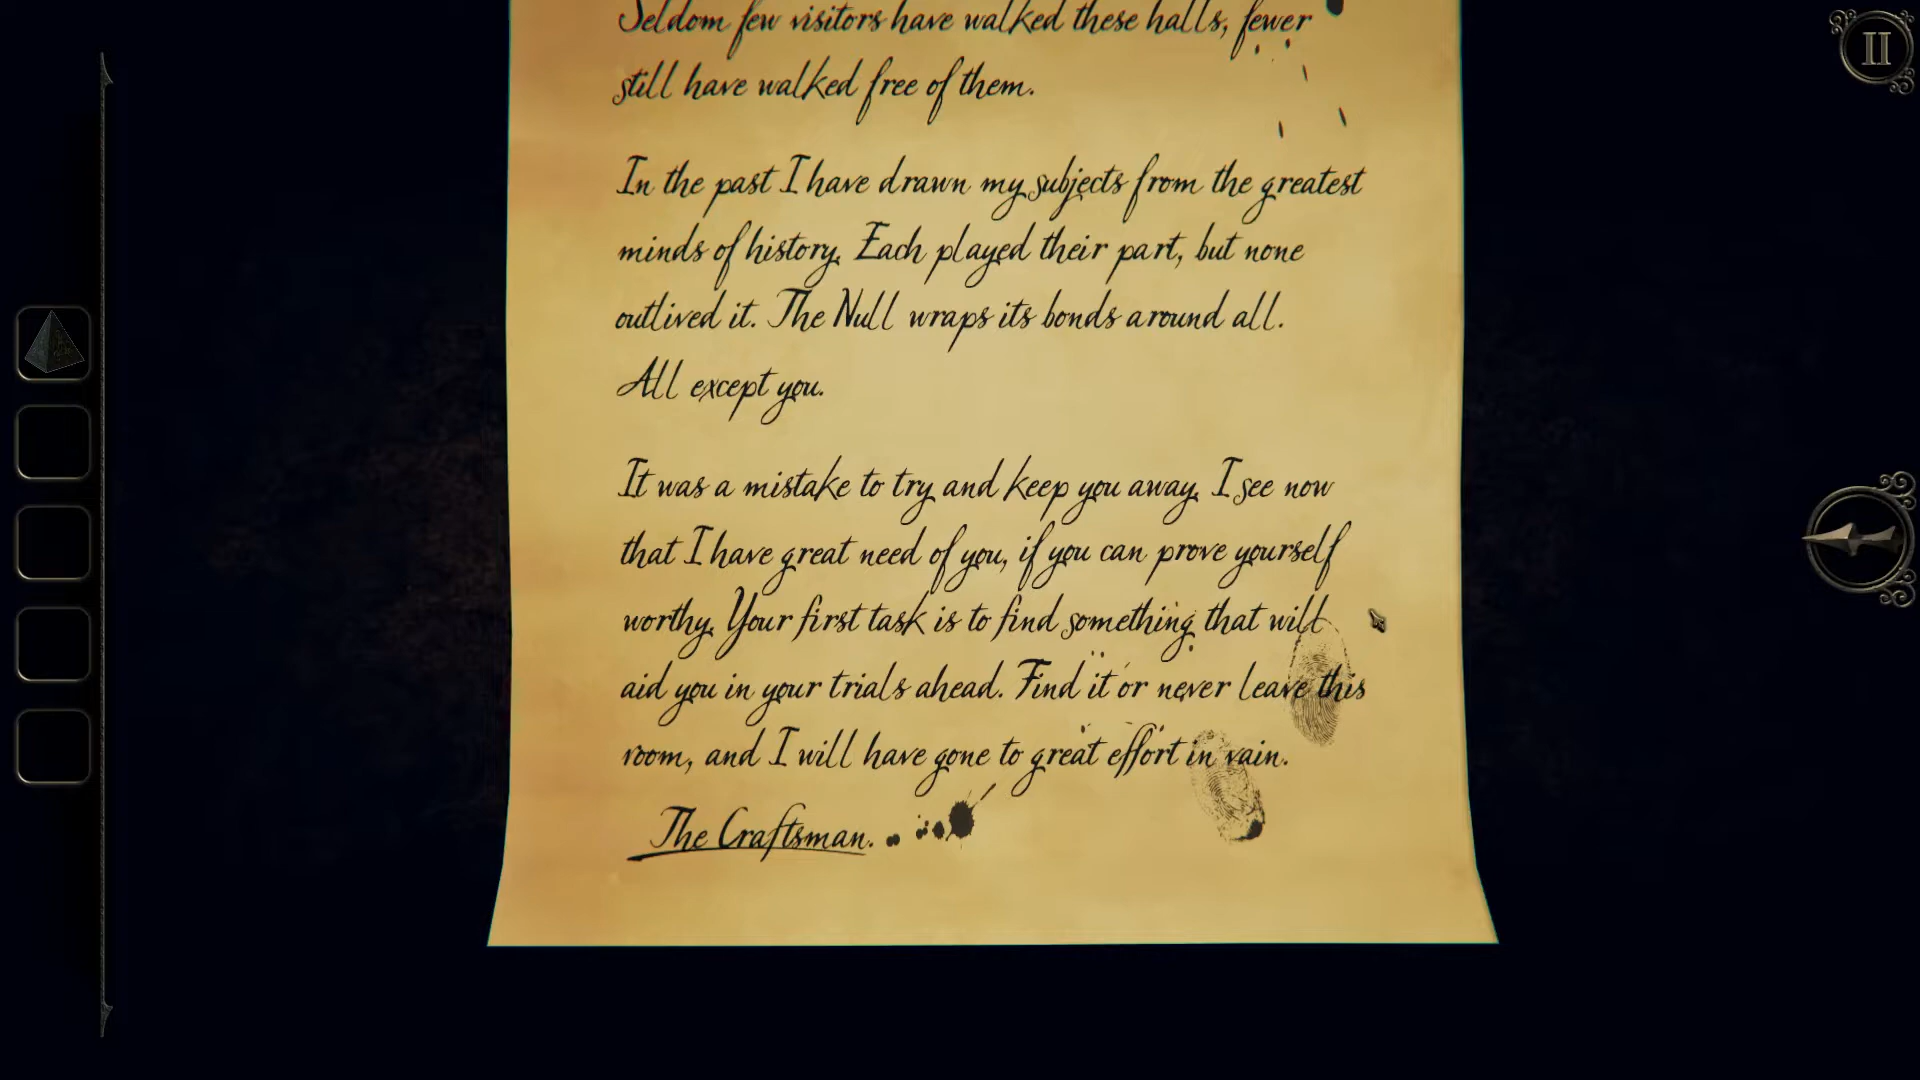 Seldom few visitors have walked these halls, fewer
still have walked free of them.
In the past I have drawn my subjects from the greatest
minds of history. Each played their part, but none
outlived it. The Null wraps its bonds around all.
All except you.
It was a mistake to try and keep you away. I see now
that I have great need of you, if you can prove yourself
worthy. Your first task is to find something that will
aid you in your trials ahead. Find it or never leave this
room, and I will have gone to great effort in vain.
The Craftsman.